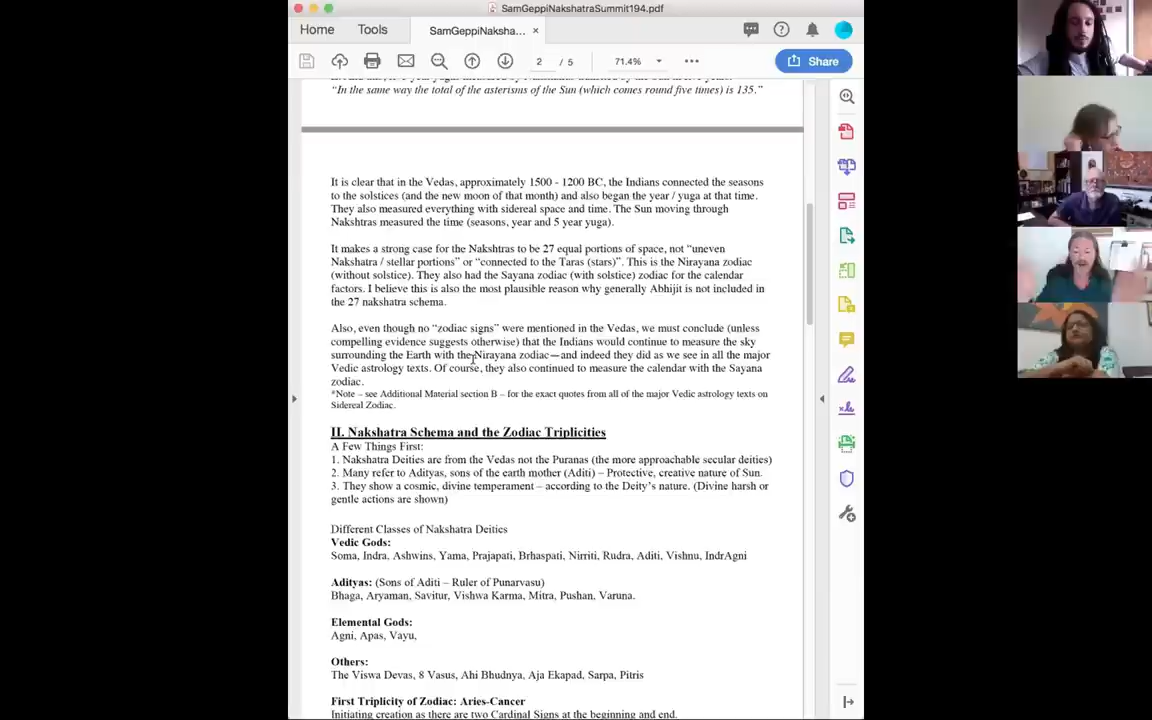 SamGeppiNakshatraSummit194.pdf
Home Tools SamGeppiNaksha... ×
2 / 5 71.4% Share
"In the same way the total of the asterisms of the Sun (which comes round five times) is 135."
It is clear that in the Vedas, approximately 1500 - 1200 BC, the Indians connected the seasons
to the solstices (and the new moon of that month) and also began the year / yuga at that time.
They also measured everything with sidereal space and time. The Sun moving through
Nakshtras measured the time (seasons, year and 5 year yuga).
It makes a strong case for the Nakshtras to be 27 equal portions of space, not "uneven
Nakshatra / stellar portions" or "connected to the Taras (stars)". This is the Nirayana zodiac
(without solstice). They also had the Sayana zodiac (with solstice) zodiac for the calendar
factors. I believe this is also the most plausible reason why generally Abhijit is not included in
the 27 nakshatra schema.
Also, even though no "zodiac signs" were mentioned in the Vedas, we must conclude (unless
compelling evidence suggests otherwise) that the Indians would continue to measure the sky
surrounding the Earth with the Nirayana zodiac—and indeed they did as we see in all the major
Vedic astrology texts. Of course, they also continued to measure the calendar with the Sayana
zodiac.
*Note – see Additional Material section B – for the exact quotes from all of the major Vedic astrology texts on
Sidereal Zodiac.
II. Nakshatra Schema and the Zodiac Triplicities
A Few Things First:
1. Nakshatra Deities are from the Vedas not the Puranas (the more approachable secular deities)
2. Many refer to Adityas, sons of the earth mother (Aditi) – Protective, creative nature of Sun.
3. They show a cosmic, divine temperament – according to the Deity's nature. (Divine harsh or
gentle actions are shown)
Different Classes of Nakshatra Deities
Vedic Gods:
Soma, Indra, Ashwins, Yama, Prajapati, Brhaspati, Nirriti, Rudra, Aditi, Vishnu, IndrAgni
Adityas: (Sons of Aditi – Ruler of Punarvasu)
Bhaga, Aryaman, Savitur, Vishwa Karma, Mitra, Pushan, Varuna.
Elemental Gods:
Agni, Apas, Vayu,
Others:
The Viswa Devas, 8 Vasus, Ahi Bhudnya, Aja Ekapad, Sarpa, Pitris
First Triplicity of Zodiac: Aries-Cancer
Initiating creation as there are two Cardinal Signs at the beginning and end.